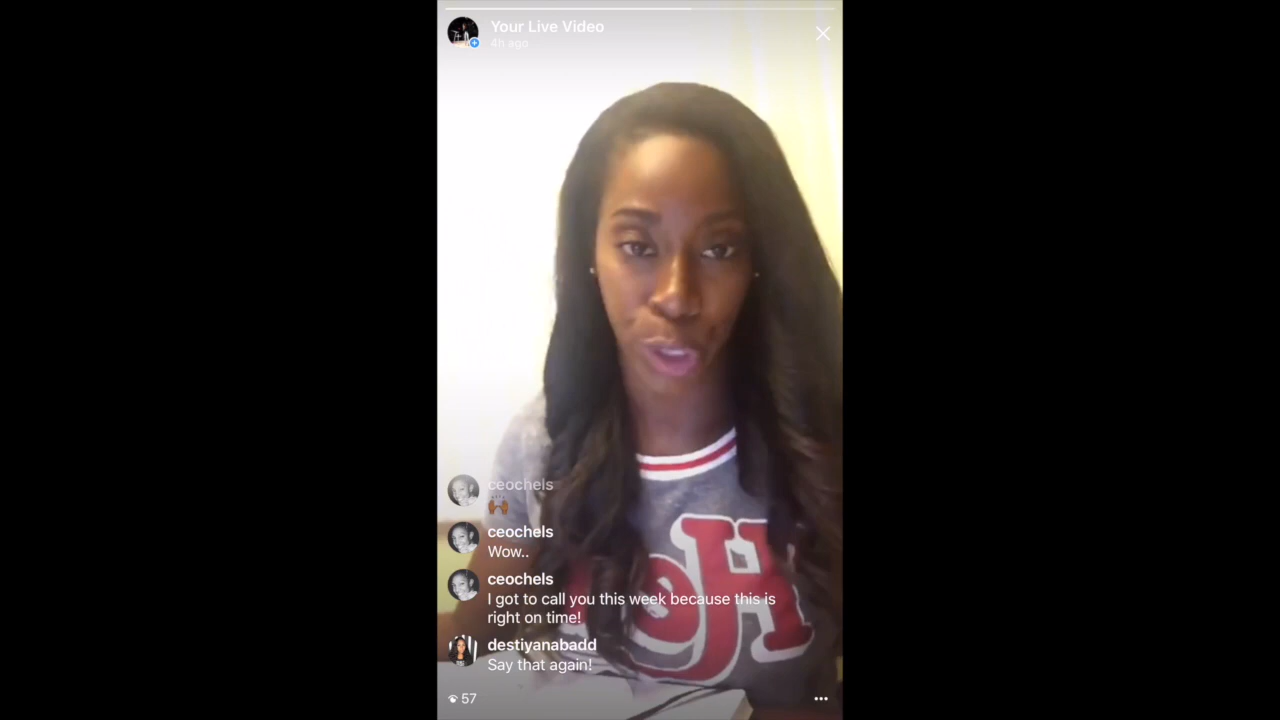 Your Live Video
4h ago
ceochels
🙌🏾
ceochels
Wow..
ceochels
I got to call you this week because this is
right on time!
destiyanabadd
Say that again!
57